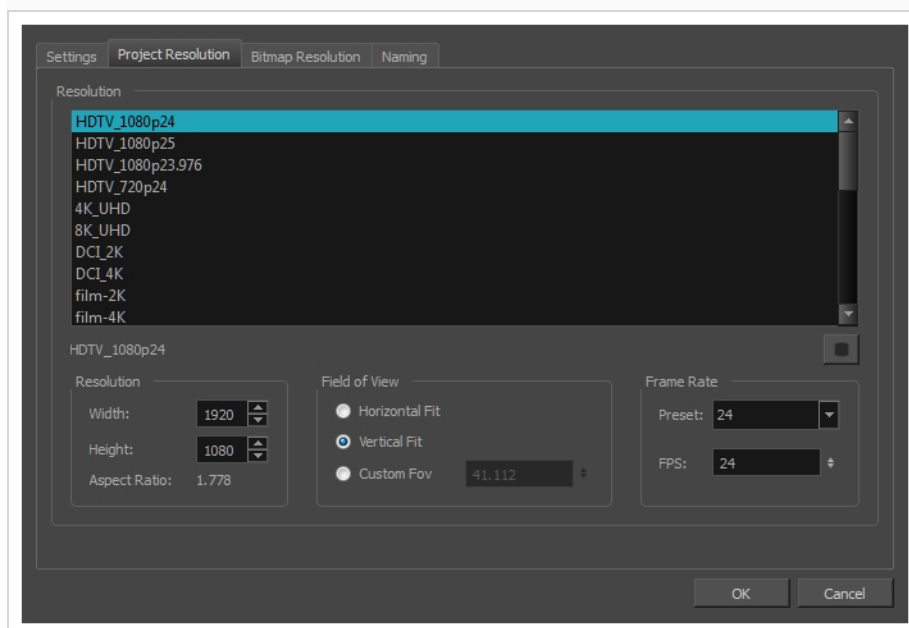 Settings Project Resolution Bitmap Resolution Naming
Resolution
HDTV_1080p24
HDTV_1080p25
HDTV_1080p23.976
HDTV_720p24
4K_UHD
8K_UHD
DCI_2K
DCI_4K
film-2K
film-4K
HDTV_1080p24
Resolution
Width: 1920
Height: 1080
Aspect Ratio: 1.778
Field of View
Horizontal Fit
Vertical Fit
Custom Fov 41.112
Frame Rate
Preset: 24
FPS: 24
OK Cancel